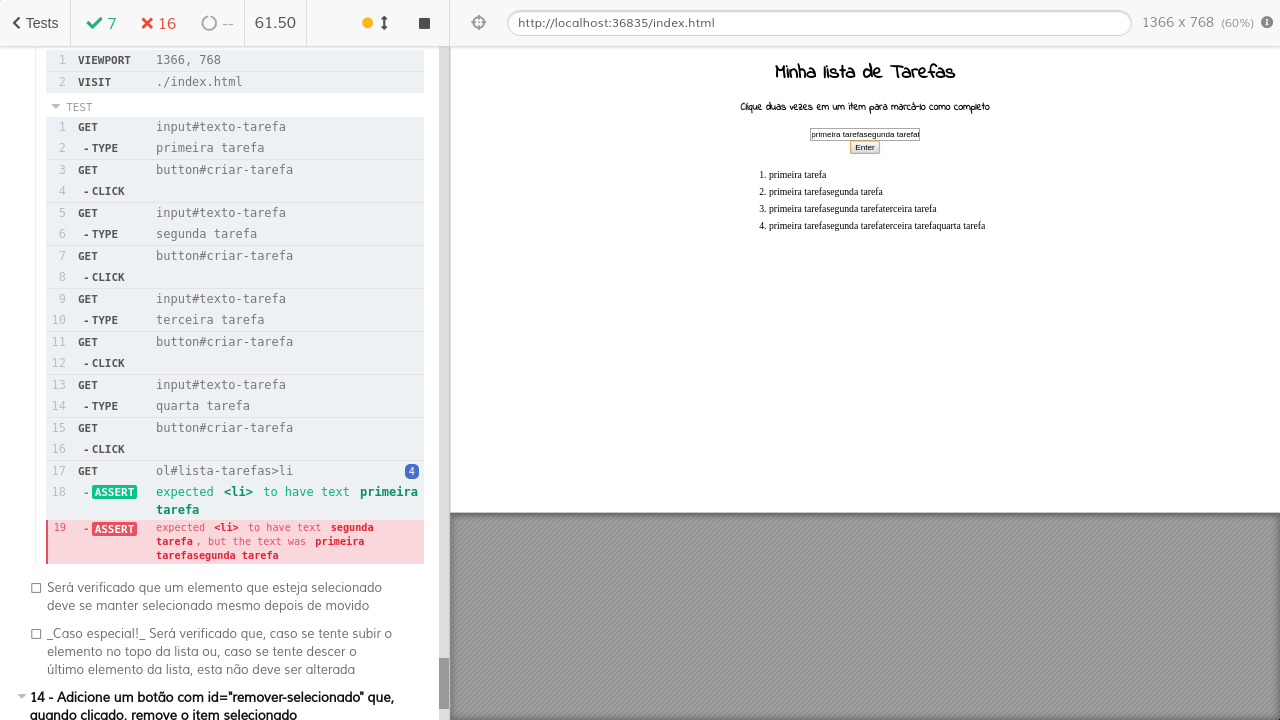 Tests
7
16
--
61.50
http://localhost:36835/index.html
1366 x 768 (60%)
1 VIEWPORT 1366, 768
2 VISIT ./index.html
TEST
1 GET input#texto-tarefa
2 - TYPE primeira tarefa
3 GET button#criar-tarefa
4 - CLICK
5 GET input#texto-tarefa
6 - TYPE segunda tarefa
7 GET button#criar-tarefa
8 - CLICK
9 GET input#texto-tarefa
10 - TYPE terceira tarefa
11 GET button#criar-tarefa
12 - CLICK
13 GET input#texto-tarefa
14 - TYPE quarta tarefa
15 GET button#criar-tarefa
16 - CLICK
17 GET ol#lista-tarefas>li 4
18 - ASSERT expected <li> to have text primeira
tarefa
19 - ASSERT expected <li> to have text segunda
tarefa , but the text was primeira
tarefasegunda tarefa
Será verificado que um elemento que esteja selecionado
deve se manter selecionado mesmo depois de movido
_Caso especial!_ Será verificado que, caso se tente subir o
elemento no topo da lista ou, caso se tente descer o
último elemento da lista, esta não deve ser alterada
14 - Adicione um botão com id="remover-selecionado" que,
quando clicado, remove o item selecionado
Minha lista de Tarefas
Clique duas vezes em um item para marcá-lo como completo
primeira tarefasegunda tarefat
Enter
1. primeira tarefa
2. primeira tarefasegunda tarefa
3. primeira tarefasegunda tarefaterceira tarefa
4. primeira tarefasegunda tarefaterceira tarefaquarta tarefa